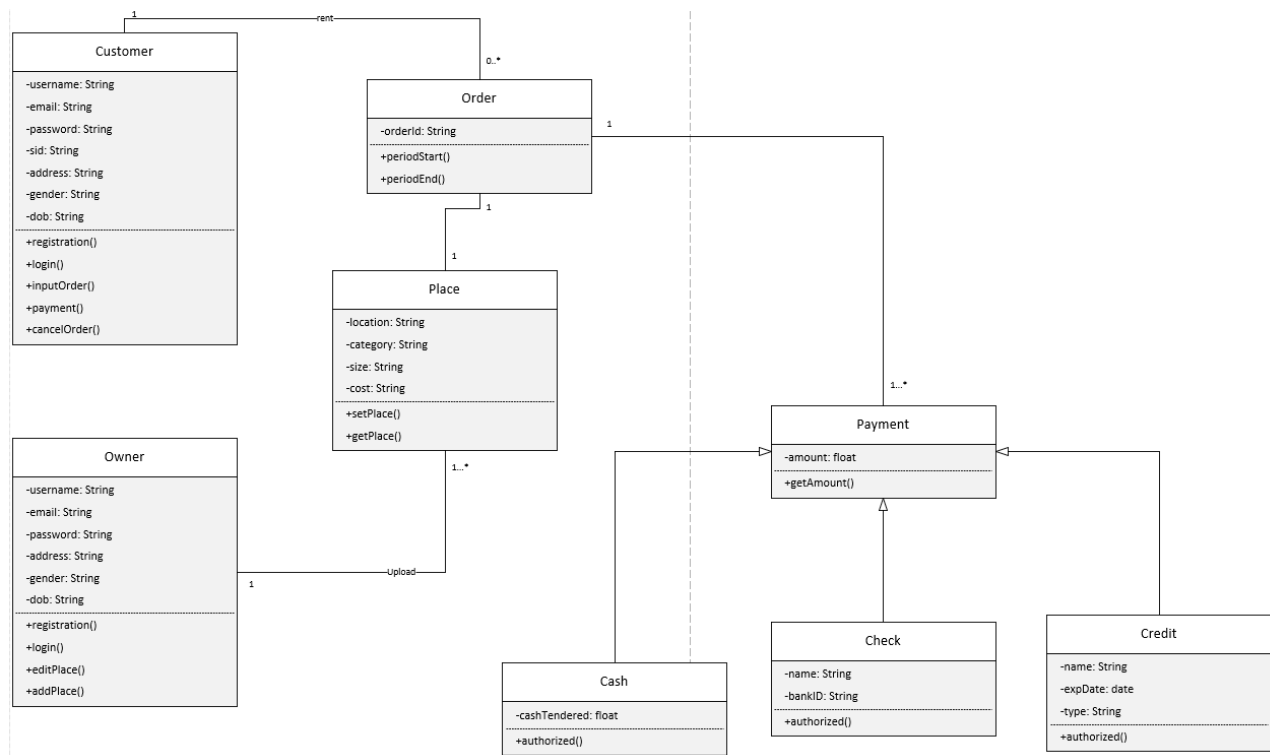 1
rent
Customer
-username: String
-email: String
-password: String
-sid: String
-address: String
-gender: String
-dob: String
+registration()
+login()
+inputOrder()
+payment()
+cancelOrder()
0..*
Order
-orderId: String
+periodStart()
+periodEnd()
1
1
1
Place
-location: String
-category: String
-size: String
-cost: String
+setPlace()
+getPlace()
1...*
Owner
-username: String
-email: String
-password: String
-address: String
-gender: String
-dob: String
+registration()
+login()
+editPlace()
+addPlace()
1
Upload
1...*
Payment
-amount: float
+getAmount()
Cash
-cashTendered: float
+authorized()
Check
-name: String
-bankID: String
+authorized()
Credit
-name: String
-expDate: date
-type: String
+authorized()